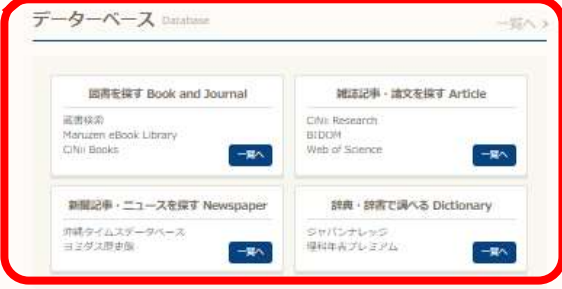 データーベース Database
一覧へ >
図書を探す Book and Journal
蔵書検索
Maruzen eBook Library
CiNii Books
一覧へ
雑誌記事・論文を探す Article
CiNii Research
BIDOM
Web of Science
一覧へ
新聞記事・ニュースを探す Newspaper
沖縄タイムスデータベース
ヨミダス歴史館
一覧へ
辞典・辞書で調べる Dictionary
ジャパンナレッジ
理科年表プレミアム
一覧へ